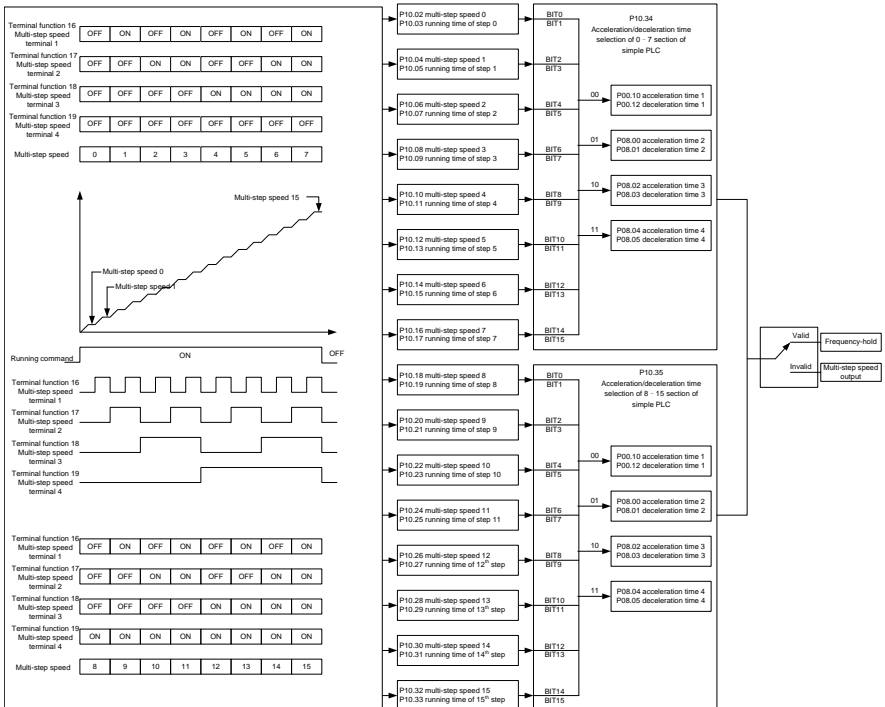 Terminal function 16
Multi-step speed
terminal 1
OFF ON OFF ON OFF ON OFF ON
Terminal function 17
Multi-step speed
terminal 2
OFF OFF ON ON OFF OFF ON ON
Terminal function 18
Multi-step speed
terminal 3
OFF OFF OFF OFF ON ON ON ON
Terminal function 19
Multi-step speed
terminal 4
OFF OFF OFF OFF OFF OFF OFF OFF
Multi-step speed
0 1 2 3 4 5 6 7
Multi-step speed 15
Multi-step speed 0
Multi-step speed 1
Running command
ON
OFF
Terminal function 16
Multi-step speed
terminal 1
Terminal function 17
Multi-step speed
terminal 2
Terminal function 18
Multi-step speed
terminal 3
Terminal function 19
Multi-step speed
terminal 4
Terminal function 16
Multi-step speed
terminal 1
OFF ON OFF ON OFF ON OFF ON
Terminal function 17
Multi-step speed
terminal 2
OFF OFF ON ON OFF OFF ON ON
Terminal function 18
Multi-step speed
terminal 3
OFF OFF OFF OFF ON ON ON ON
Terminal function 19
Multi-step speed
terminal 4
ON ON ON ON ON ON ON ON
Multi-step speed
8 9 10 11 12 13 14 15
P10.02 multi-step speed 0
P10.03 running time of step 0
P10.04 multi-step speed 1
P10.05 running time of step 1
P10.06 multi-step speed 2
P10.07 running time of step 2
P10.08 multi-step speed 3
P10.09 running time of step 3
P10.10 multi-step speed 4
P10.11 running time of step 4
P10.12 multi-step speed 5
P10.13 running time of step 5
P10.14 multi-step speed 6
P10.15 running time of step 6
P10.16 multi-step speed 7
P10.17 running time of step 7
P10.18 multi-step speed 8
P10.19 running time of step 8
P10.20 multi-step speed 9
P10.21 running time of step 9
P10.22 multi-step speed 10
P10.23 running time of step 10
P10.24 multi-step speed 11
P10.25 running time of step 11
P10.26 multi-step speed 12
P10.27 running time of 12th step
P10.28 multi-step speed 13
P10.29 running time of 13th step
P10.30 multi-step speed 14
P10.31 running time of 14th step
P10.32 multi-step speed 15
P10.33 running time of 15th step
BIT0
BIT1
BIT2
BIT3
BIT4
BIT5
BIT6
BIT7
BIT8
BIT9
BIT10
BIT11
BIT12
BIT13
BIT14
BIT15
P10.34
Acceleration/deceleration time
selection of 0 - 7 section of
simple PLC
00
P00.10 acceleration time 1
P00.12 deceleration time 1
01
P08.00 acceleration time 2
P08.01 deceleration time 2
10
P08.02 acceleration time 3
P08.03 deceleration time 3
11
P08.04 acceleration time 4
P08.05 deceleration time 4
BIT0
BIT1
BIT2
BIT3
BIT4
BIT5
BIT6
BIT7
BIT8
BIT9
BIT10
BIT11
BIT12
BIT13
BIT14
BIT15
P10.35
Acceleration/deceleration time
selection of 8 - 15 section of
simple PLC
00
P00.10 acceleration time 1
P00.12 deceleration time 1
01
P08.00 acceleration time 2
P08.01 deceleration time 2
10
P08.02 acceleration time 3
P08.03 deceleration time 3
11
P08.04 acceleration time 4
P08.05 deceleration time 4
Valid
Frequency-hold
Invalid
Multi-step speed
output